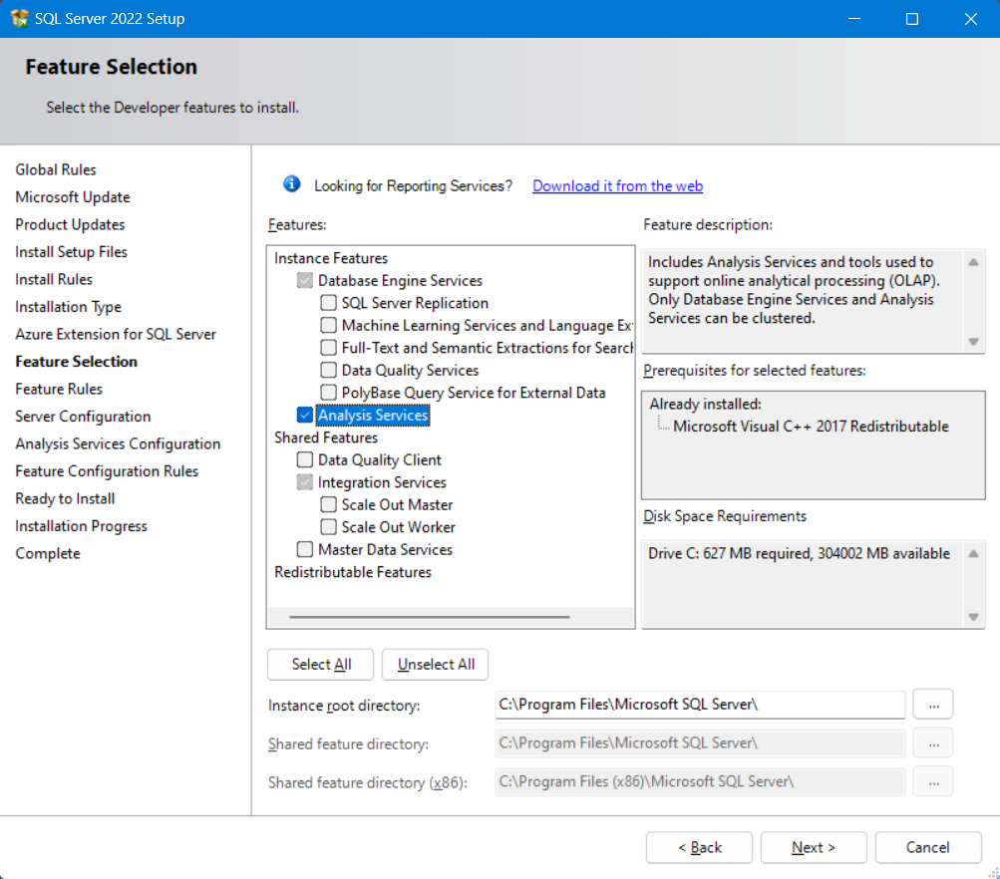 SQL Server 2022 Setup
Feature Selection
Select the Developer features to install.
Global Rules
Microsoft Update
Product Updates
Install Setup Files
Install Rules
Installation Type
Azure Extension for SQL Server
Feature Selection
Feature Rules
Server Configuration
Analysis Services Configuration
Feature Configuration Rules
Ready to Install
Installation Progress
Complete
Looking for Reporting Services? Download it from the web
Features:
Instance Features
Database Engine Services
SQL Server Replication
Machine Learning Services and Language Ex
Full-Text and Semantic Extractions for Search
Data Quality Services
PolyBase Query Service for External Data
Analysis Services
Shared Features
Data Quality Client
Integration Services
Scale Out Master
Scale Out Worker
Master Data Services
Redistributable Features
Feature description:
Includes Analysis Services and tools used to
support online analytical processing (OLAP).
Only Database Engine Services and Analysis
Services can be clustered.
Prerequisites for selected features:
Already installed:
Microsoft Visual C++ 2017 Redistributable
Disk Space Requirements
Drive C: 627 MB required, 304002 MB available
Select All
Unselect All
Instance root directory: C:\Program Files\Microsoft SQL Server\ ...
Shared feature directory: C:\Program Files\Microsoft SQL Server\ ...
Shared feature directory (x86): C:\Program Files (x86)\Microsoft SQL Server\ ...
< Back
Next >
Cancel